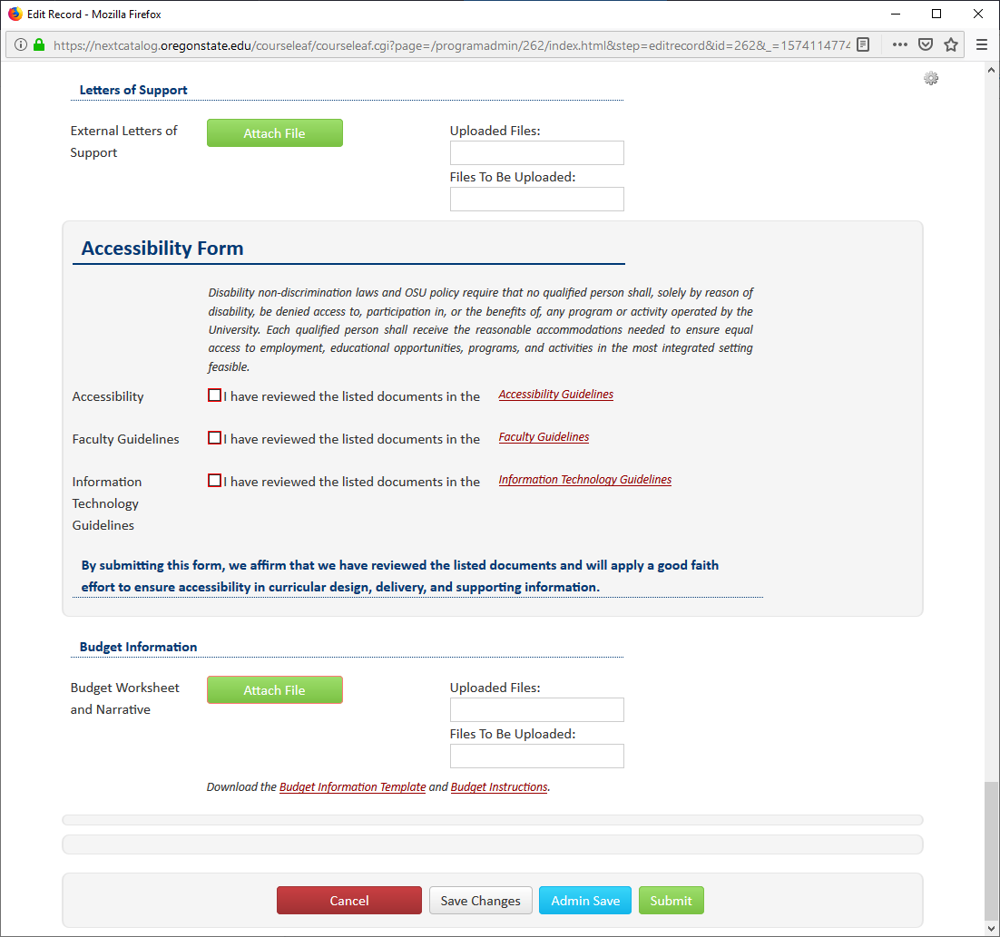 Edit Record - Mozilla Firefox
https://nextcatalog.oregonstate.edu/courseleaf/courseleaf.cgi?page=/programadmin/262/index.html&step=editrecord&id=262&_=1574114774
Letters of Support
External Letters of
Support
Attach File
Uploaded Files:
Files To Be Uploaded:
Accessibility Form
Disability non-discrimination laws and OSU policy require that no qualified person shall, solely by reason of
disability, be denied access to, participation in, or the benefits of, any program or activity operated by the
University. Each qualified person shall receive the reasonable accommodations needed to ensure equal
access to employment, educational opportunities, programs, and activities in the most integrated setting
feasible.
Accessibility I have reviewed the listed documents in the Accessibility Guidelines
Faculty Guidelines I have reviewed the listed documents in the Faculty Guidelines
Information I have reviewed the listed documents in the Information Technology Guidelines
Technology
Guidelines
By submitting this form, we affirm that we have reviewed the listed documents and will apply a good faith
effort to ensure accessibility in curricular design, delivery, and supporting information.
Budget Information
Budget Worksheet
and Narrative
Attach File
Uploaded Files:
Files To Be Uploaded:
Download the Budget Information Template and Budget Instructions.
Cancel Save Changes Admin Save Submit